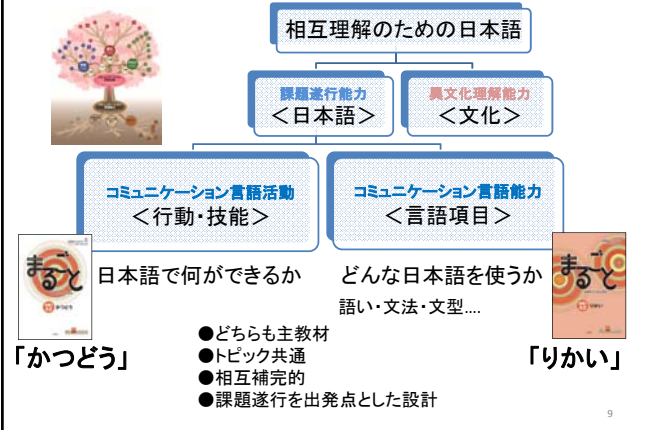 相互理解のための日本語
課題遂行能力
＜日本語＞
異文化理解能力
＜文化＞
コミュニケーション言語活動
＜行動・技能＞
コミュニケーション言語能力
＜言語項目＞
まるごと
かつどう
日本語で何ができるか
どんな日本語を使うか
語い・文法・文型....
まるごと
りかい
「かつどう」
「りかい」
●どちらも主教材
●トピック共通
●相互補完的
●課題遂行を出発点とした設計
9